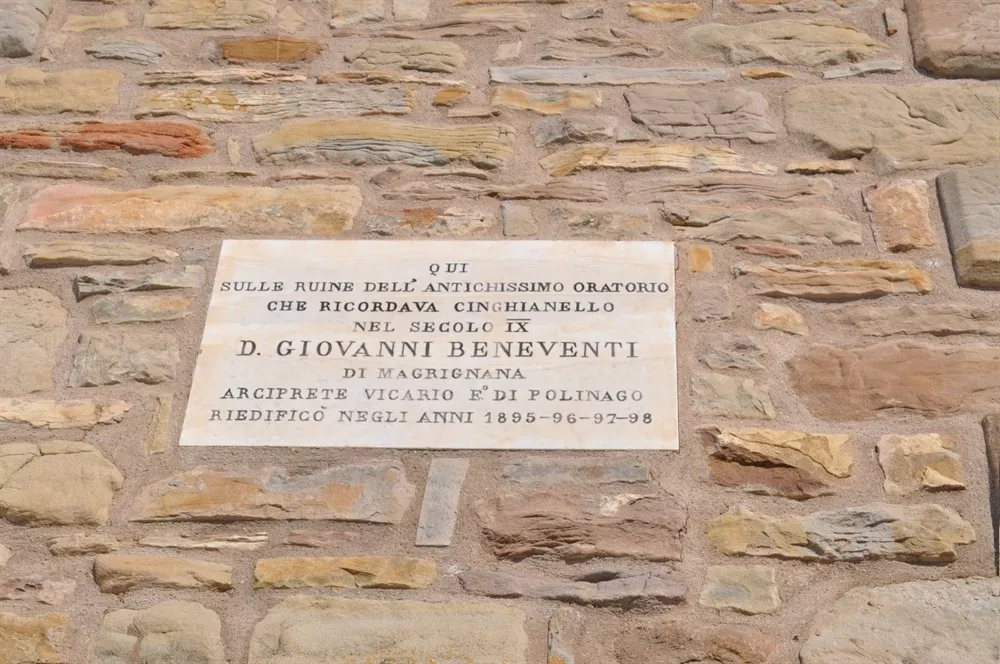 QUI
SULLE RUINE DELL'ANTICHISSIMO ORATORIO
CHE RICORDAVA CINGHIANELLO
NEL SECOLO IX
D. GIOVANNI BENEVENTI
DI MAGRIGNANA
ARCIPRETE VICARIO F.º DI POLINAGO
RIEDIFICÒ NEGLI ANNI 1895-96-97-98